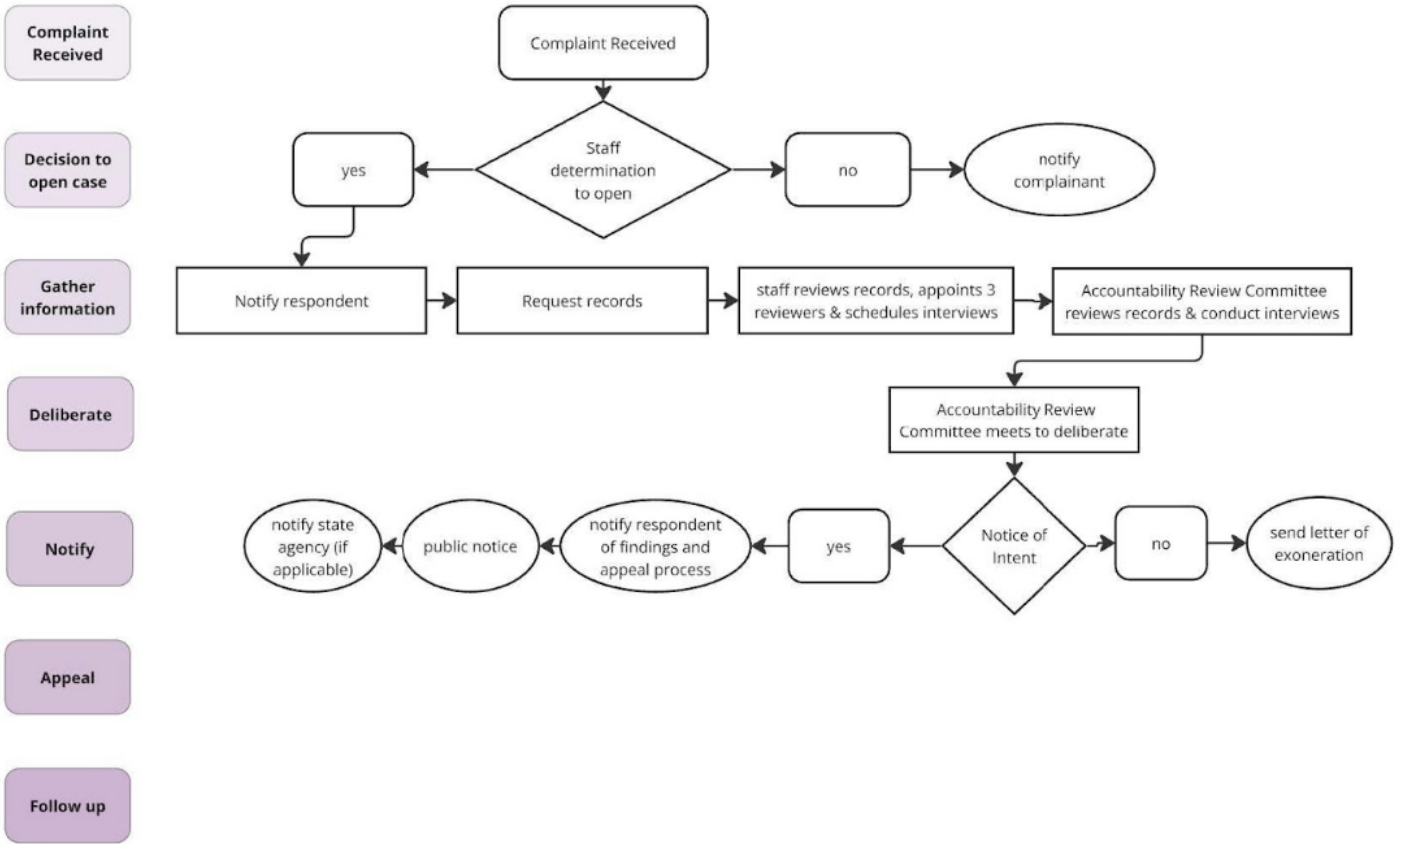 Complaint
Received
Complaint Received
Decision to
open case
yes
Staff
determination
to open
no
notify
complainant
Gather
information
Notify respondent
Request records
staff reviews records, appoints 3
reviewers & schedules interviews
Accountability Review Committee
reviews records & conduct interviews
Deliberate
Accountability Review
Committee meets to deliberate
Notify
notify state
agency (if
applicable)
public notice
notify respondent
of findings and
appeal process
yes
Notice of
Intent
no
send letter of
exoneration
Appeal
Follow up